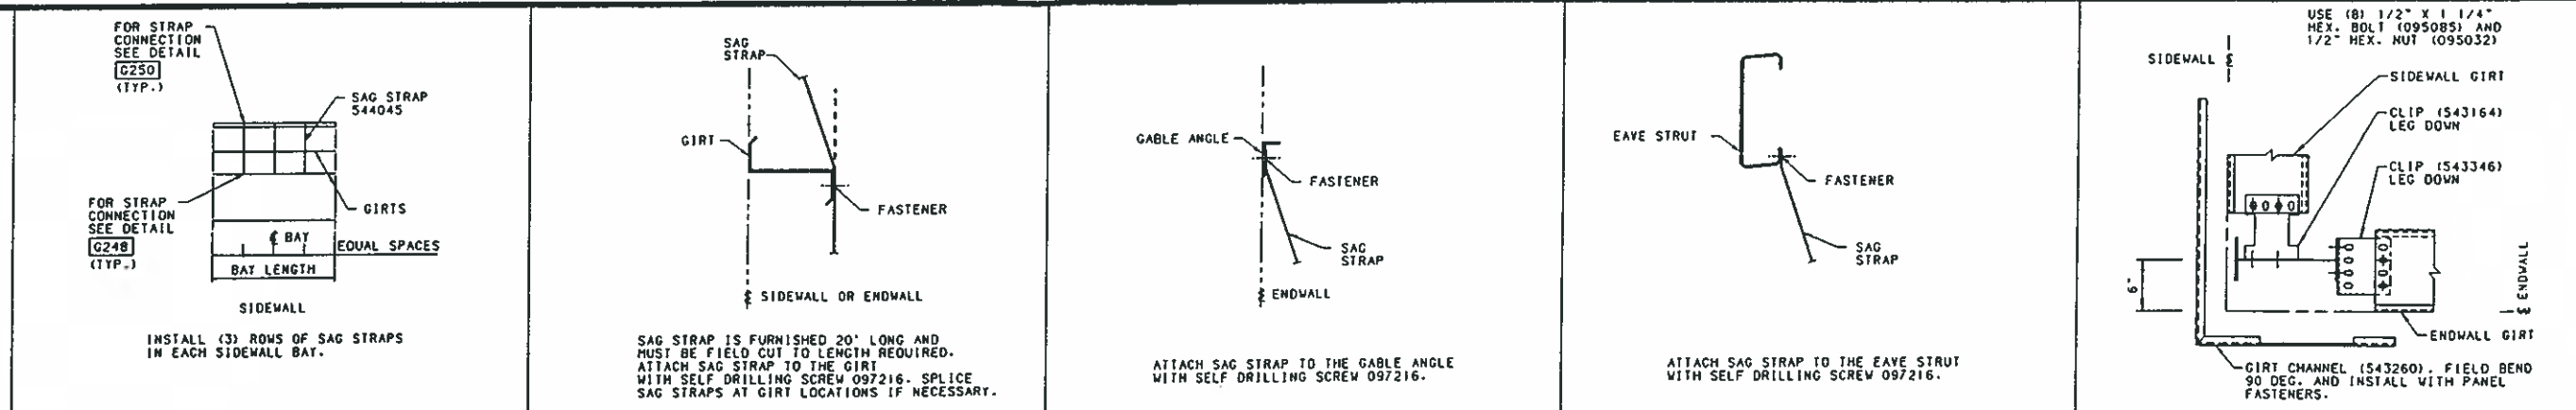 FOR STRAP
CONNECTION
SEE DETAIL
G250
(TYP.)
SAG STRAP
544045
FOR STRAP
CONNECTION
SEE DETAIL
G248
(TYP.)
GIRTS
℄ BAY
EQUAL SPACES
BAY LENGTH
SIDEWALL
INSTALL (3) ROWS OF SAG STRAPS
IN EACH SIDEWALL BAY.
SAG
STRAP
GIRT
FASTENER
SIDEWALL OR ENDWALL
SAG STRAP IS FURNISHED 20' LONG AND
MUST BE FIELD CUT TO LENGTH REQUIRED.
ATTACH SAG STRAP TO THE GIRT
WITH SELF DRILLING SCREW 097216. SPLICE
SAG STRAPS AT GIRT LOCATIONS IF NECESSARY.
GABLE ANGLE
FASTENER
SAG
STRAP
ENDWALL
ATTACH SAG STRAP TO THE GABLE ANGLE
WITH SELF DRILLING SCREW 097216.
EAVE STRUT
FASTENER
SAG
STRAP
ATTACH SAG STRAP TO THE EAVE STRUT
WITH SELF DRILLING SCREW 097216.
USE (8) 1/2" X 1 1/4"
HEX. BOLT (095085) AND
1/2" HEX. NUT (095032)
SIDEWALL
SIDEWALL GIRT
CLIP (543164)
LEG DOWN
CLIP (543346)
LEG DOWN
6"
ENDWALL
ENDWALL GIRT
GIRT CHANNEL (543260). FIELD BEND
90 DEG. AND INSTALL WITH PANEL
FASTENERS.